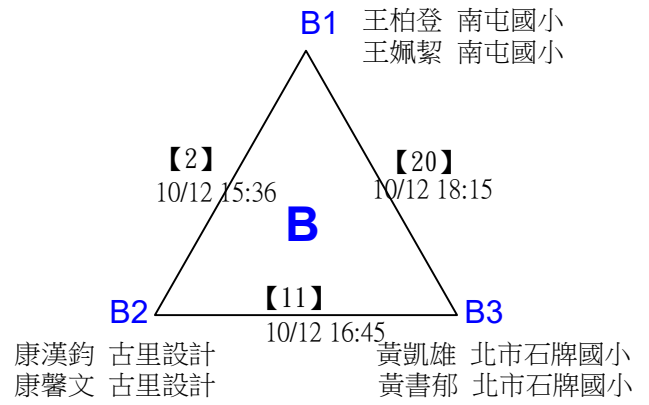 B1
王柏登 南屯國小
王姵絜 南屯國小
【2】
10/12 15:36
【20】
10/12 18:15
B
B2
【11】
10/12 16:45
B3
康漢鈞 古里設計
康馨文 古里設計
黃凱雄 北市石牌國小
黃書郁 北市石牌國小